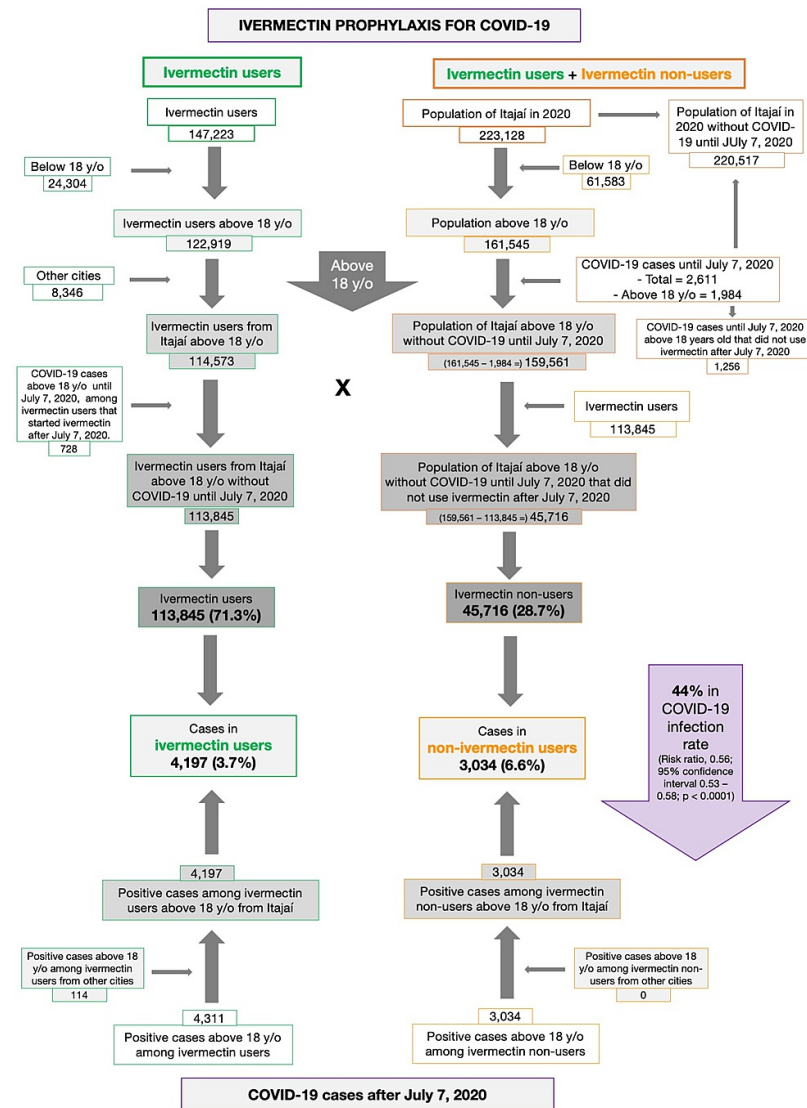 IVERMECTIN PROPHYLAXIS FOR COVID-19
Ivermectin users
Ivermectin users
147,223
Below 18 y/o
24,304
Ivermectin users above 18 y/o
122,919
Other cities
8,346
Ivermectin users from
Itajaí above 18 y/o
114,573
COVID-19 cases
above 18 y/o until
July 7, 2020, among
ivermectin users that
started ivermectin
after July 7, 2020.
728
Ivermectin users from Itajaí
above 18 y/o without
COVID-19 until July 7, 2020
113,845
Ivermectin users
113,845 (71.3%)
Cases in
ivermectin users
4,197 (3.7%)
4,197
Positive cases among ivermectin
users above 18 y/o from Itajaí
Positive cases above 18
y/o among ivermectin
users from other cities
114
4,311
Positive cases above 18 y/o
among ivermectin users
Above
18 y/o
X
Ivermectin users + Ivermectin non-users
Population of Itajaí in 2020
223,128
Population of Itajaí in
2020 without COVID-
19 until JUly 7, 2020
220,517
Below 18 y/o
61,583
Population above 18 y/o
161,545
COVID-19 cases until July 7, 2020
- Total = 2,611
- Above 18 y/o = 1,984
Population of Itajaí above 18 y/o
without COVID-19 until July 7, 2020
(161,545 – 1,984 =) 159,561
COVID-19 cases until July 7, 2020
above 18 years old that did not use
ivermectin after July 7, 2020
1,256
Ivermectin users
113,845
Population of Itajaí above 18 y/o
without COVID-19 until July 7, 2020 that did
not use ivermectin after July 7, 2020
(159,561 – 113,845 =) 45,716
Ivermectin non-users
45,716 (28.7%)
Cases in
non-ivermectin users
3,034 (6.6%)
44% in
COVID-19
infection
rate
(Risk ratio, 0.56;
95% confidence
interval 0.53 –
0.58; p < 0.0001)
3,034
Positive cases among ivermectin
non-users above 18 y/o from Itajaí
Positive cases above 18
y/o among ivermectin non-
users from other cities
0
3,034
Positive cases above 18 y/o
among ivermectin non-users
COVID-19 cases after July 7, 2020